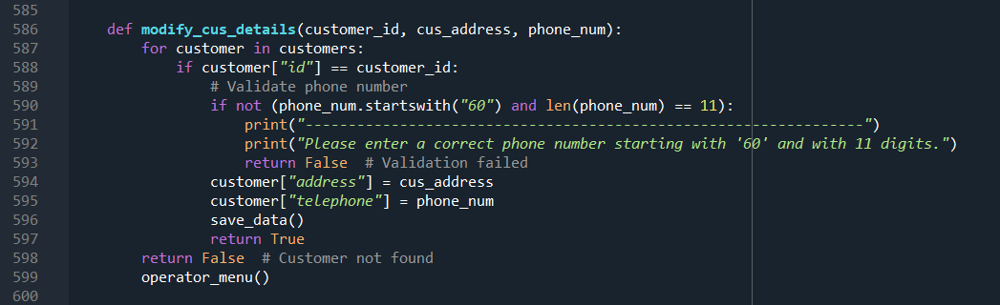 585
586 def modify_cus_details(customer_id, cus_address, phone_num):
587 for customer in customers:
588 if customer["id"] == customer_id:
589 # Validate phone number
590 if not (phone_num.startswith("60") and len(phone_num) == 11):
591 print("-----------------------------------------------------------------")
592 print("Please enter a correct phone number starting with '60' and with 11 digits.")
593 return False  # Validation failed
594 customer["address"] = cus_address
595 customer["telephone"] = phone_num
596 save_data()
597 return True
598 return False  # Customer not found
599 operator_menu()
600